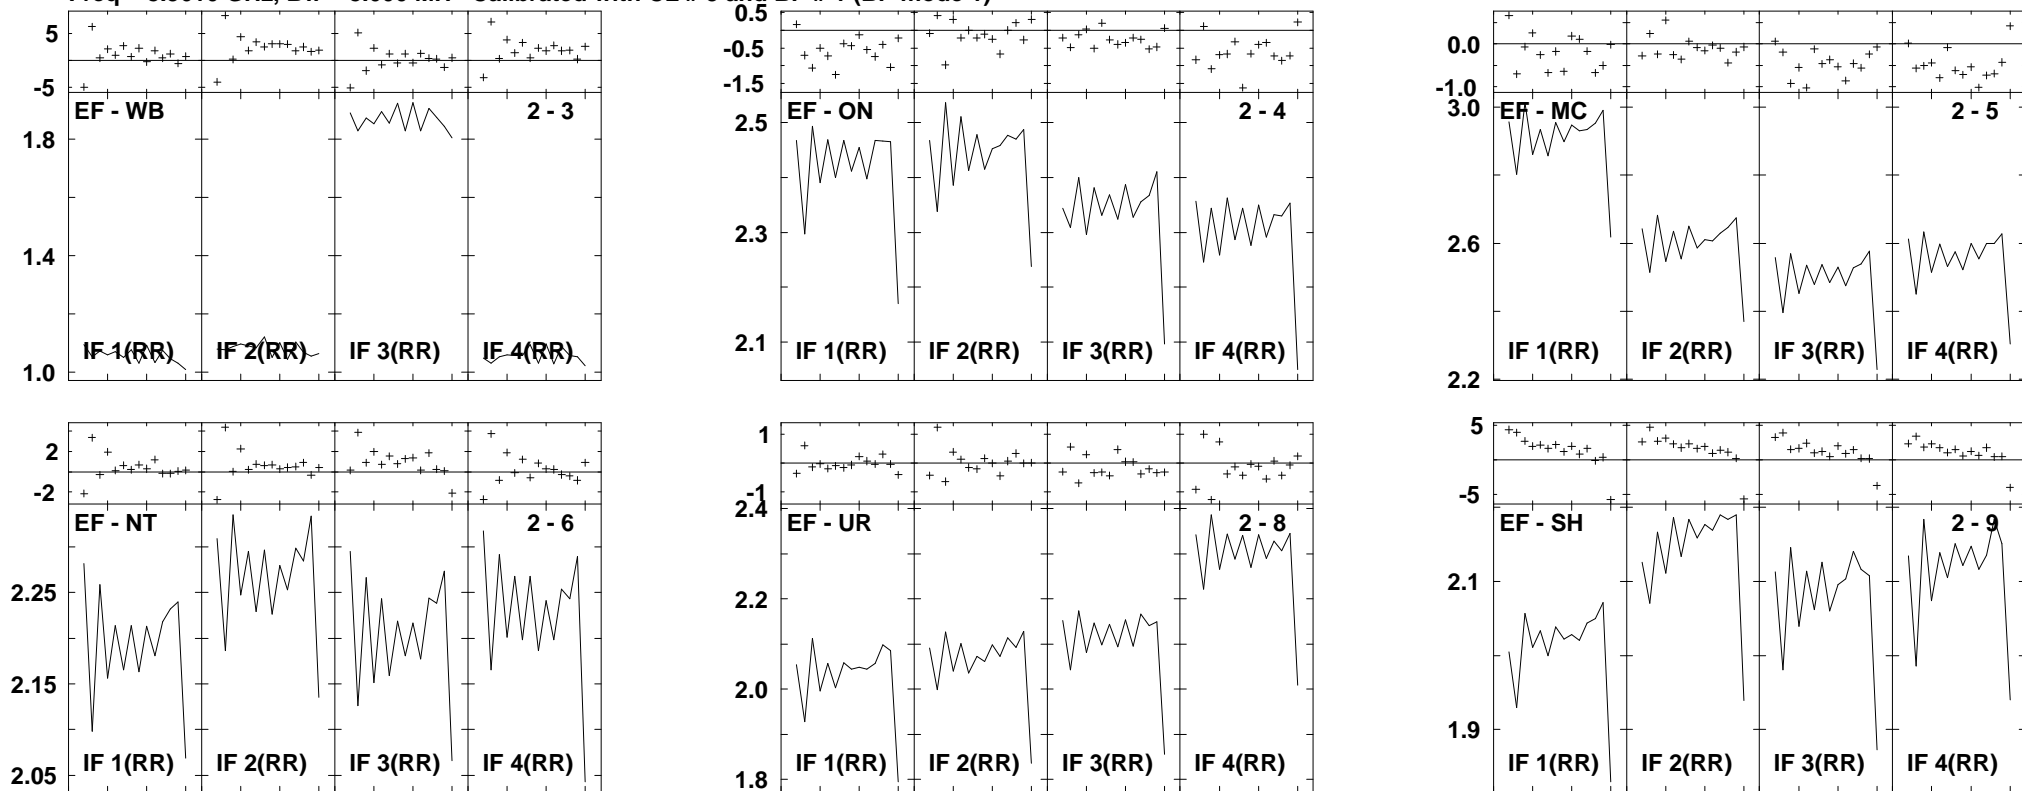 5
-5
EF - WB
2 - 3
1.8
1.4
1.0
IF 1(RR)
IF 2(RR)
IF 3(RR)
IF 4(RR)
0.5
-0.5
-1.5
EF - ON
2 - 4
2.5
2.3
2.1
IF 1(RR)
IF 2(RR)
IF 3(RR)
IF 4(RR)
0.0
-1.0
3.0
EF - MC
2 - 5
2.6
2.2
IF 1(RR)
IF 2(RR)
IF 3(RR)
IF 4(RR)
2
-2
EF - NT
2 - 6
2.25
2.15
2.05
IF 1(RR)
IF 2(RR)
IF 3(RR)
IF 4(RR)
1
-1
2.4
EF - UR
2 - 8
2.2
2.0
1.8
IF 1(RR)
IF 2(RR)
IF 3(RR)
IF 4(RR)
5
-5
EF - SH
2 - 9
2.1
1.9
IF 1(RR)
IF 2(RR)
IF 3(RR)
IF 4(RR)